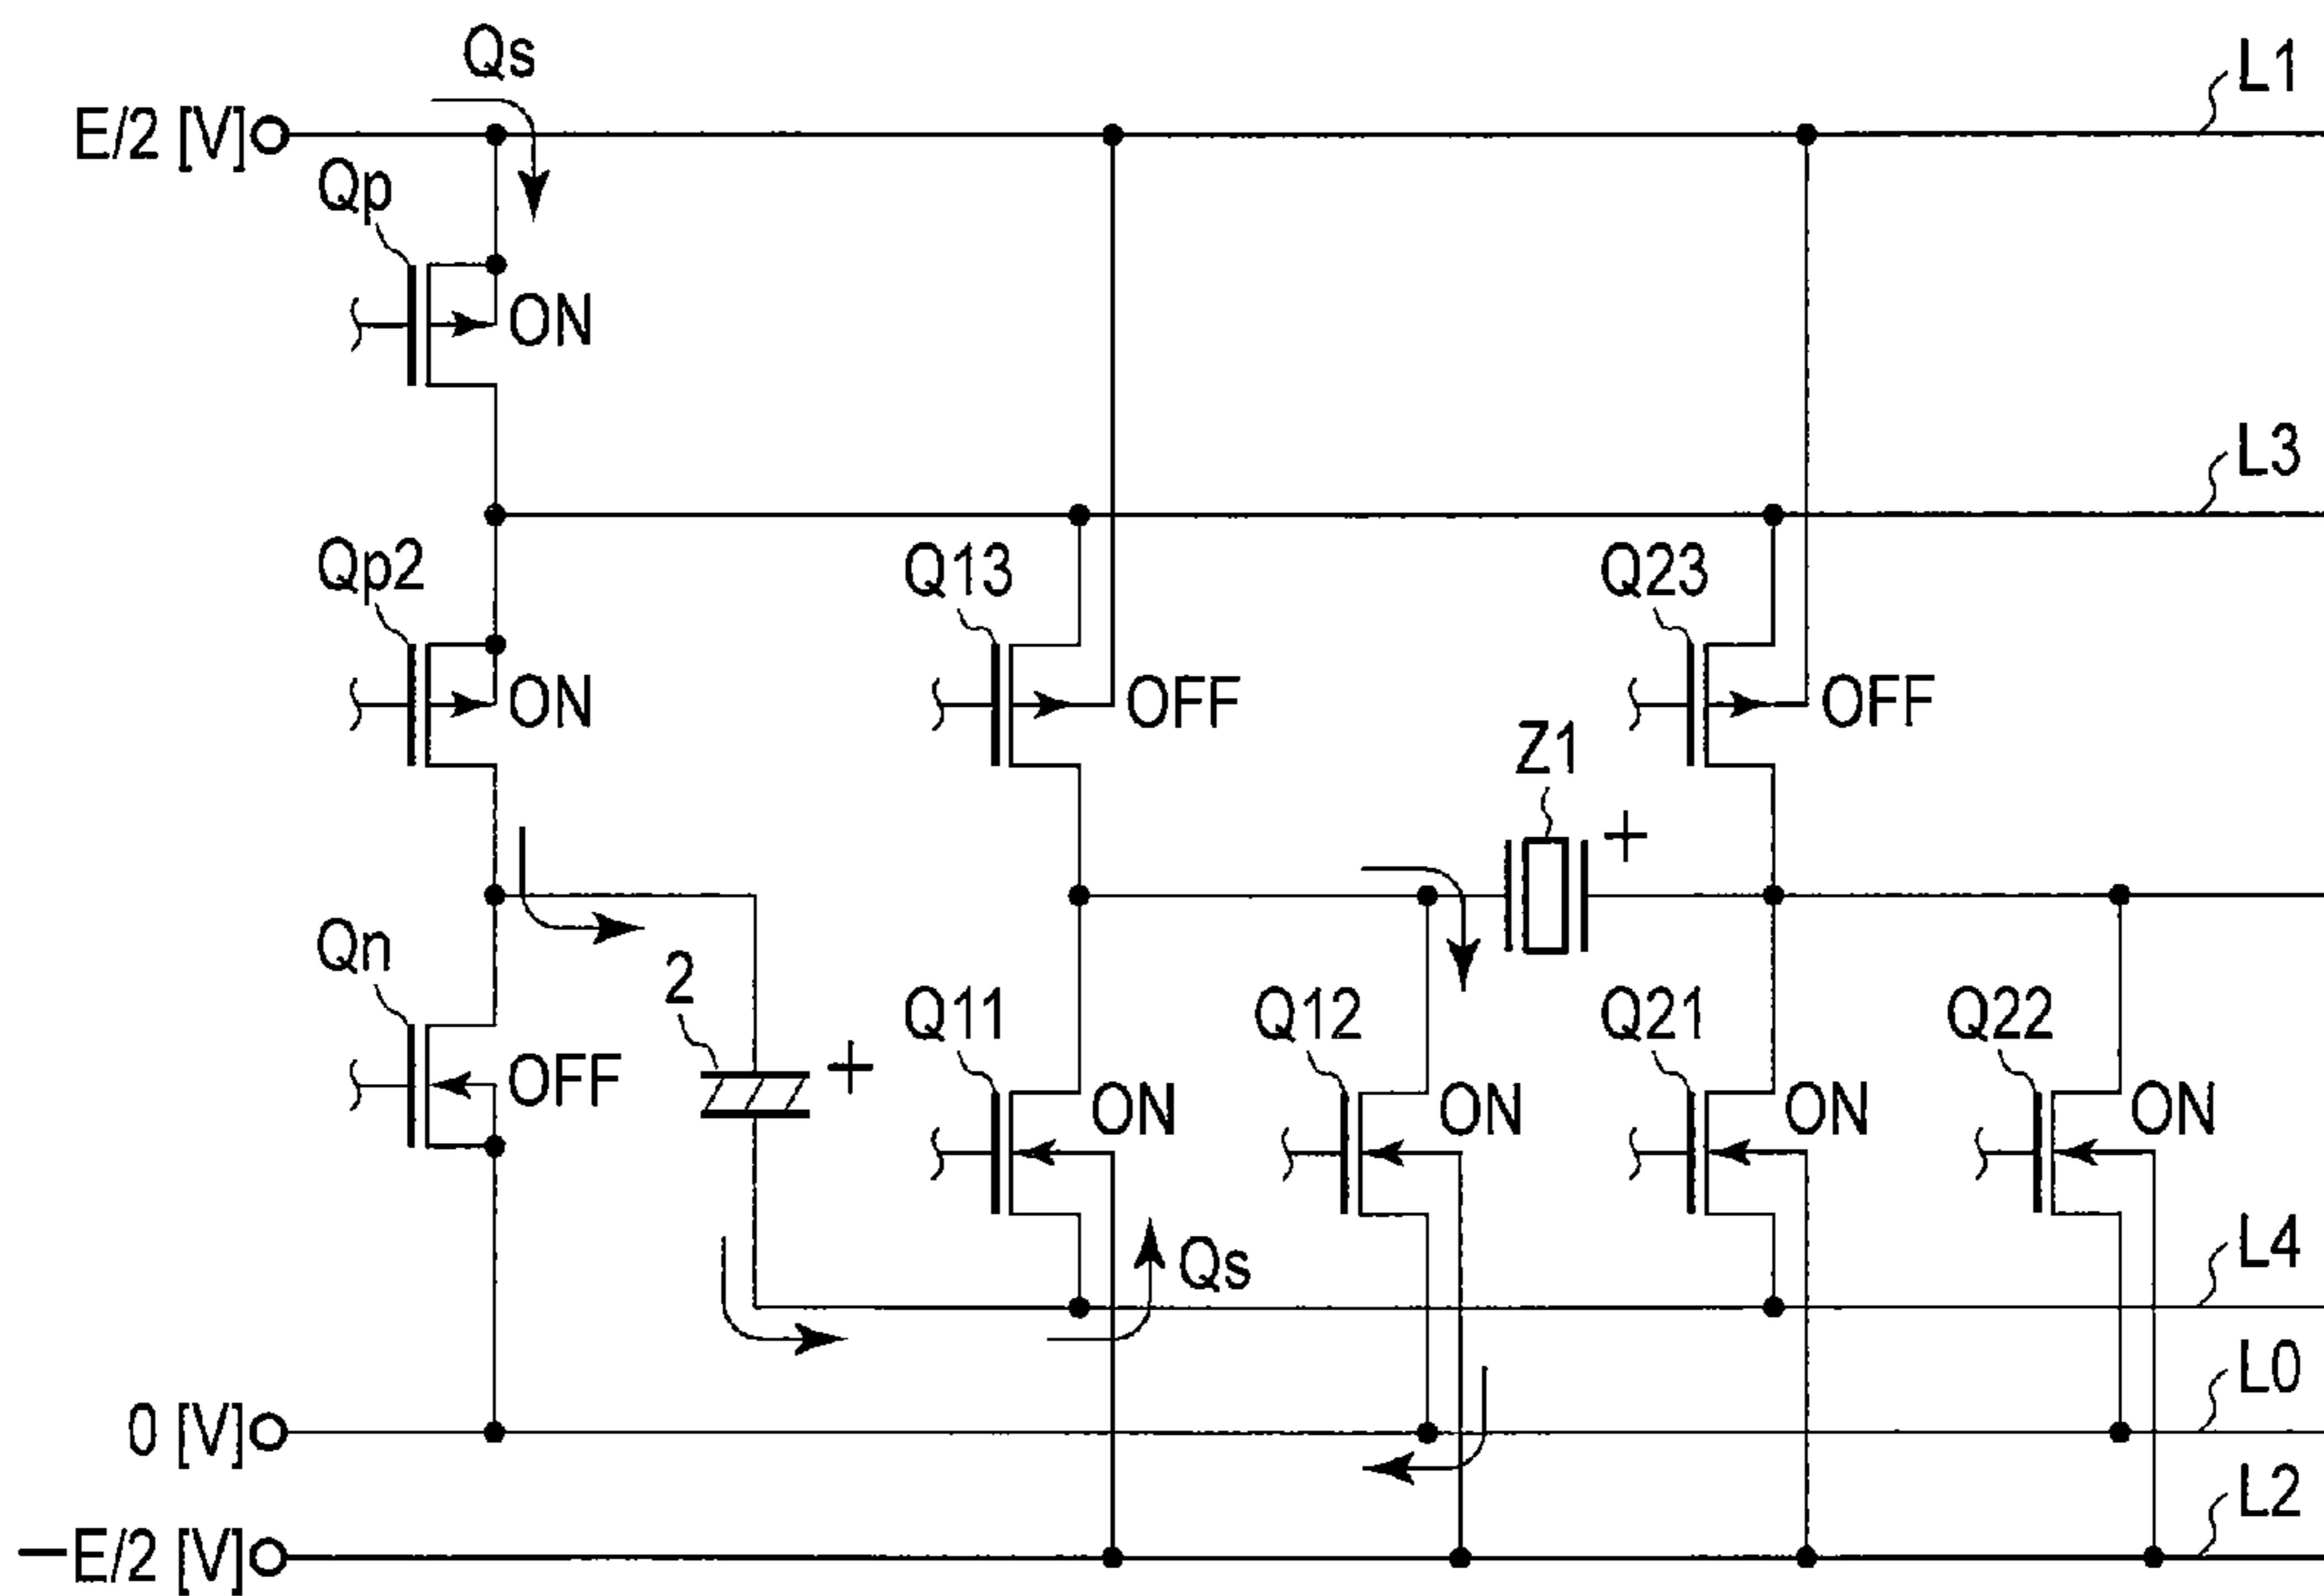 Qs
L1
E/2 [V]
Qp
ON
L3
Qp2
Q13
Q23
ON
OFF
OFF
Z1
+
Qn
2
Q11
Q12
Q21
Q22
OFF
+
ON
ON
ON
ON
L4
Qs
L0
0 [V]
L2
−E/2 [V]